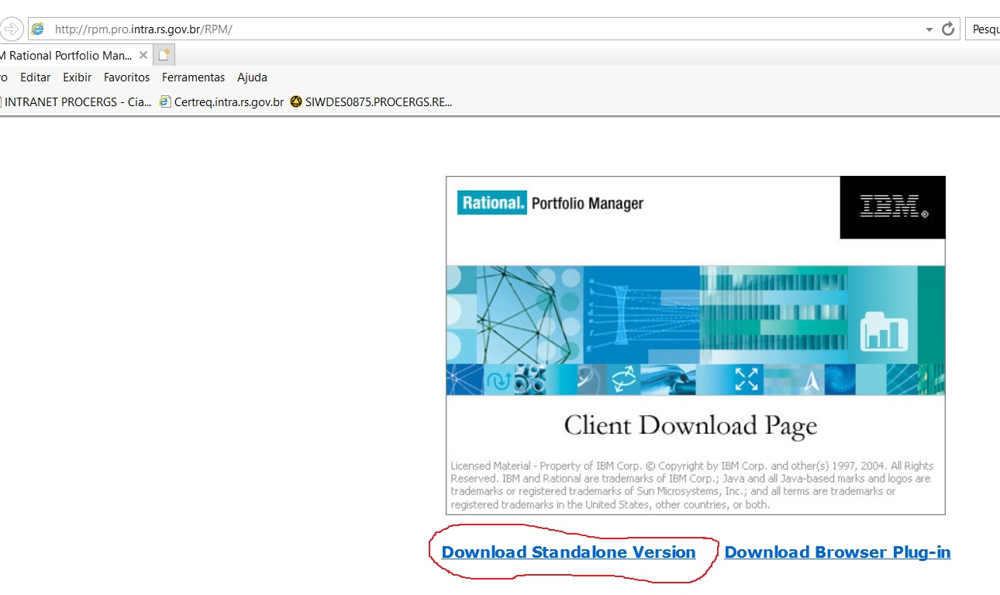 http://rpm.pro.intra.rs.gov.br/RPM/
Pesqu
M Rational Portfolio Man...
o Editar Exibir Favoritos Ferramentas Ajuda
INTRANET PROCERGS - Cia... Certreq.intra.rs.gov.br SIWDES0875.PROCERGS.RE...
Rational. Portfolio Manager
IBM®
a
b
c
d
e
f
g
Client Download Page
Licensed Material - Property of IBM Corp. © Copyright by IBM Corp. and other(s) 1997, 2004. All Rights
Reserved. IBM and Rational are trademarks of IBM Corp.; Java and all Java-based marks and logos are
trademarks or registered trademarks of Sun Microsystems, Inc.; and all terms are trademarks or
registered trademarks in the United States, other countries, or both.
Download Standalone Version Download Browser Plug-in